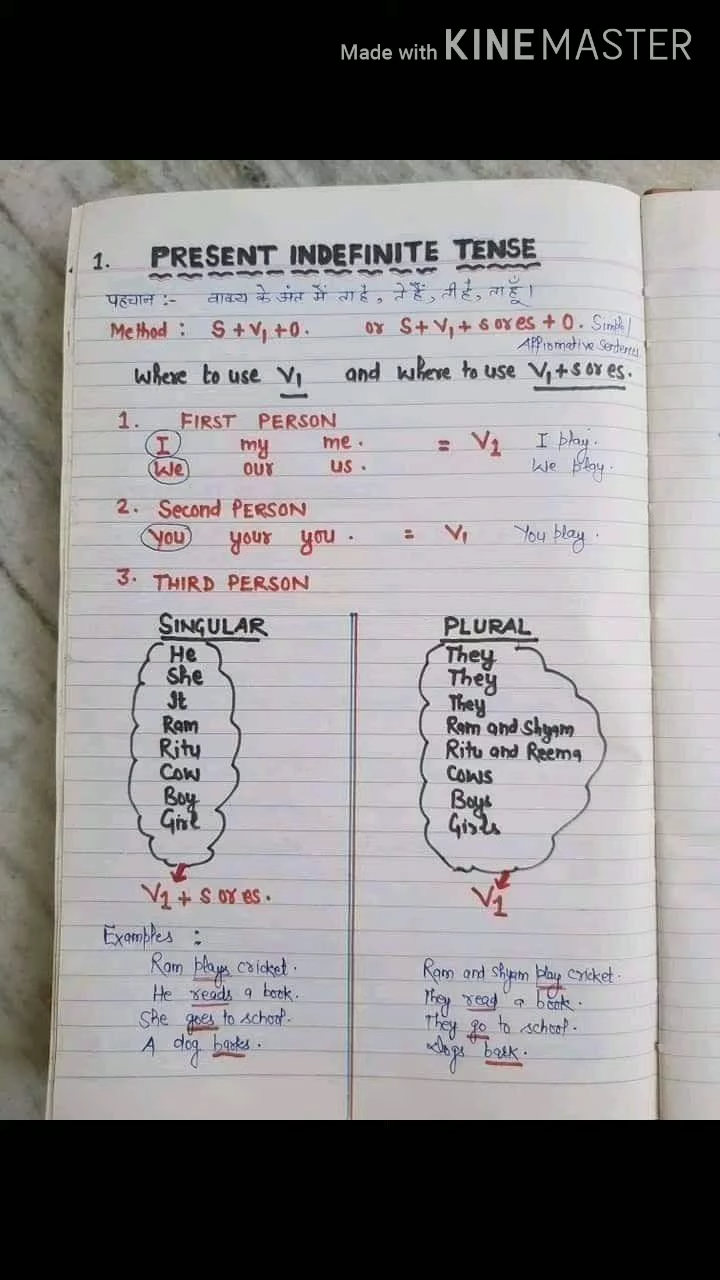 Made with KINEMASTER
1. PRESENT INDEFINITE TENSE
पहचान :- वाक्य के अंत में ता है, ते हैं, ती है, ता हूँ।
Method : S + V1 + O. or S + V1 + s or es + O. Simple /
Affirmative Sentences
Where to use V1 and where to use V1 + s or es.
1. FIRST PERSON
I my me. = V1 I play.
We our us. We play.
2. Second PERSON
You your you. = V1 You play.
3. THIRD PERSON
SINGULAR
He
She
It
Ram
Ritu
Cow
Boy
Girl
V1 + s or es.
PLURAL
They
They
They
Ram and Shyam
Ritu and Reema
Cows
Boys
Girls
V1
Examples :
Ram plays cricket.
He reads a book.
She goes to school.
A dog barks.
Ram and Shyam play cricket.
They read a book.
They go to school.
Dogs bark.